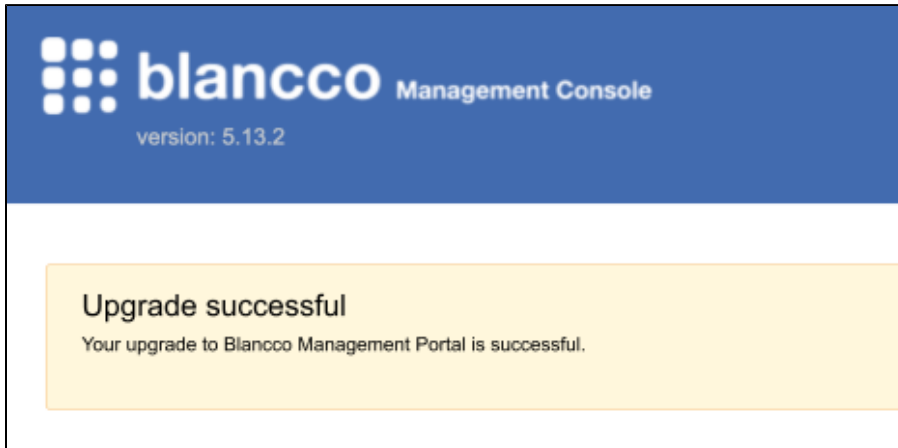 blancco Management Console
version: 5.13.2
Upgrade successful
Your upgrade to Blancco Management Portal is successful.